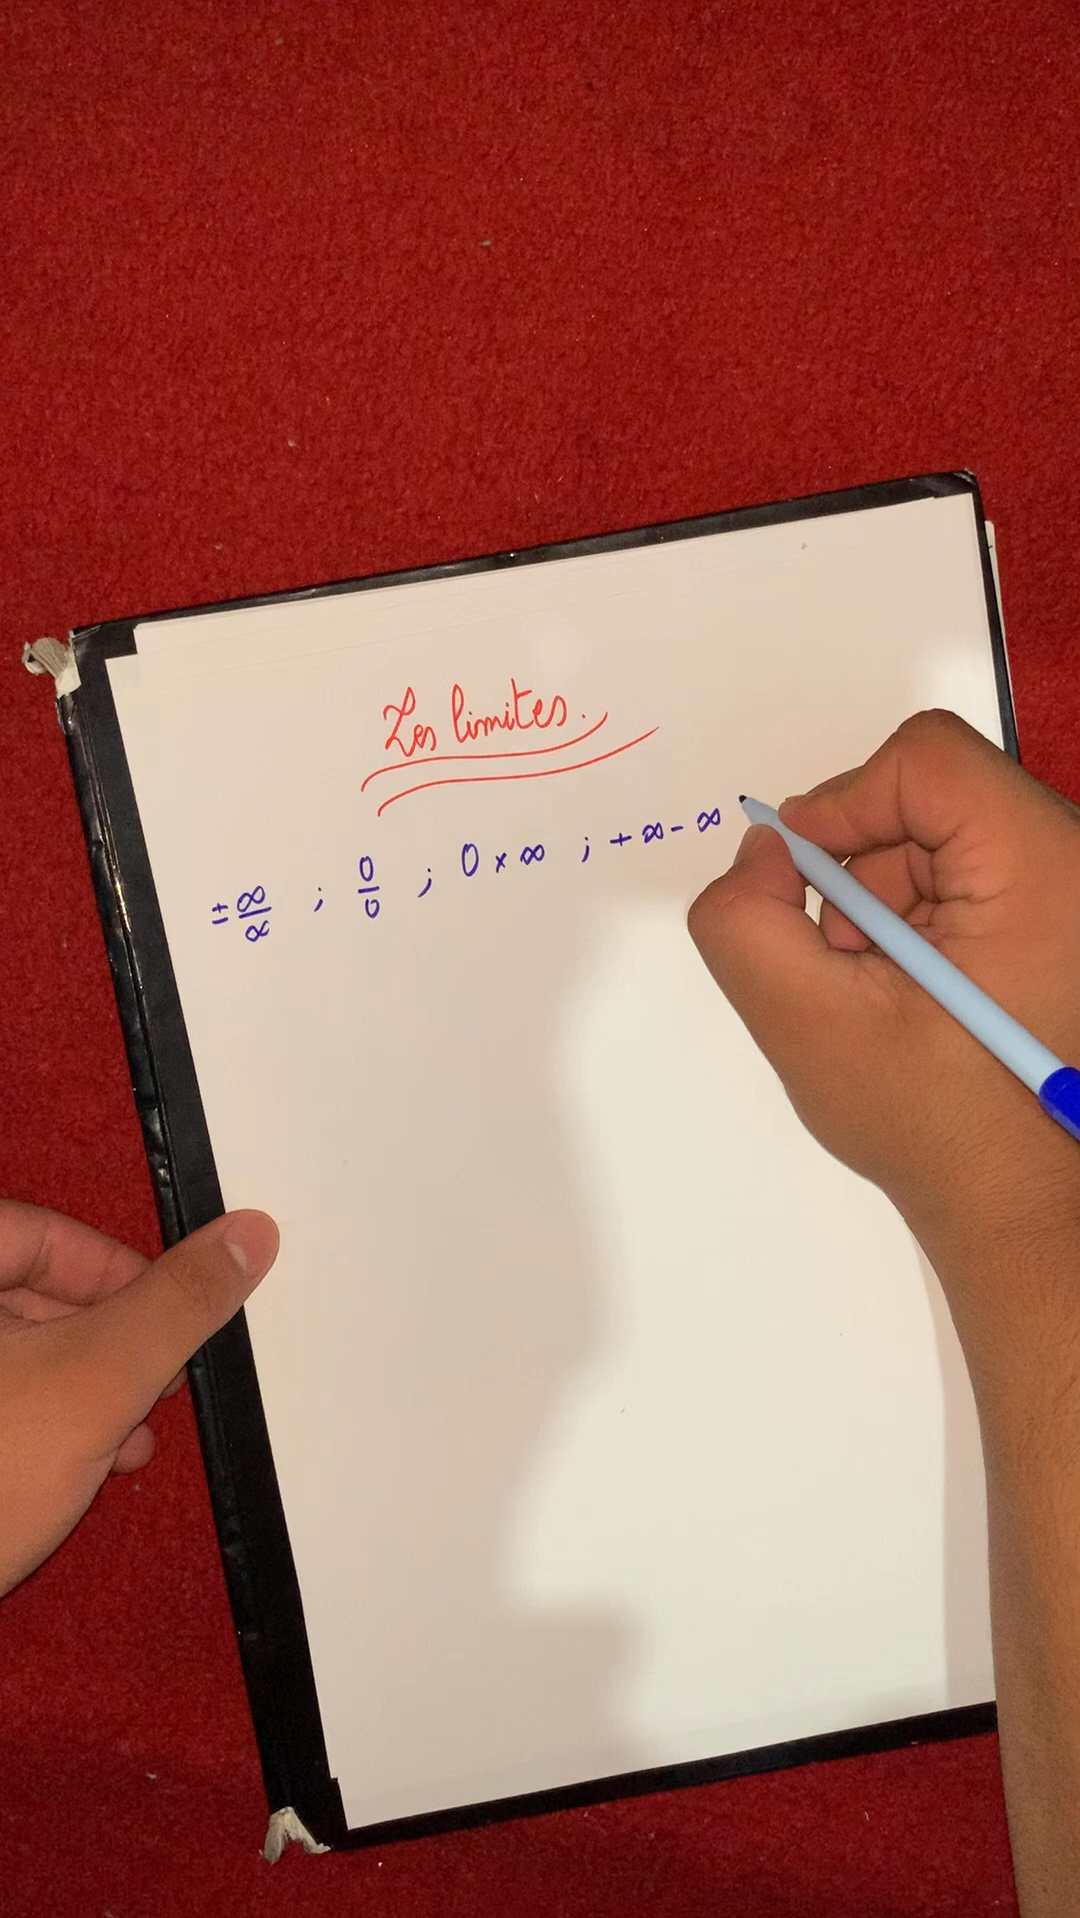 Les limites.
± ∞/∝ ; 0/0 ; 0 × ∞ ; + ∞ - ∞